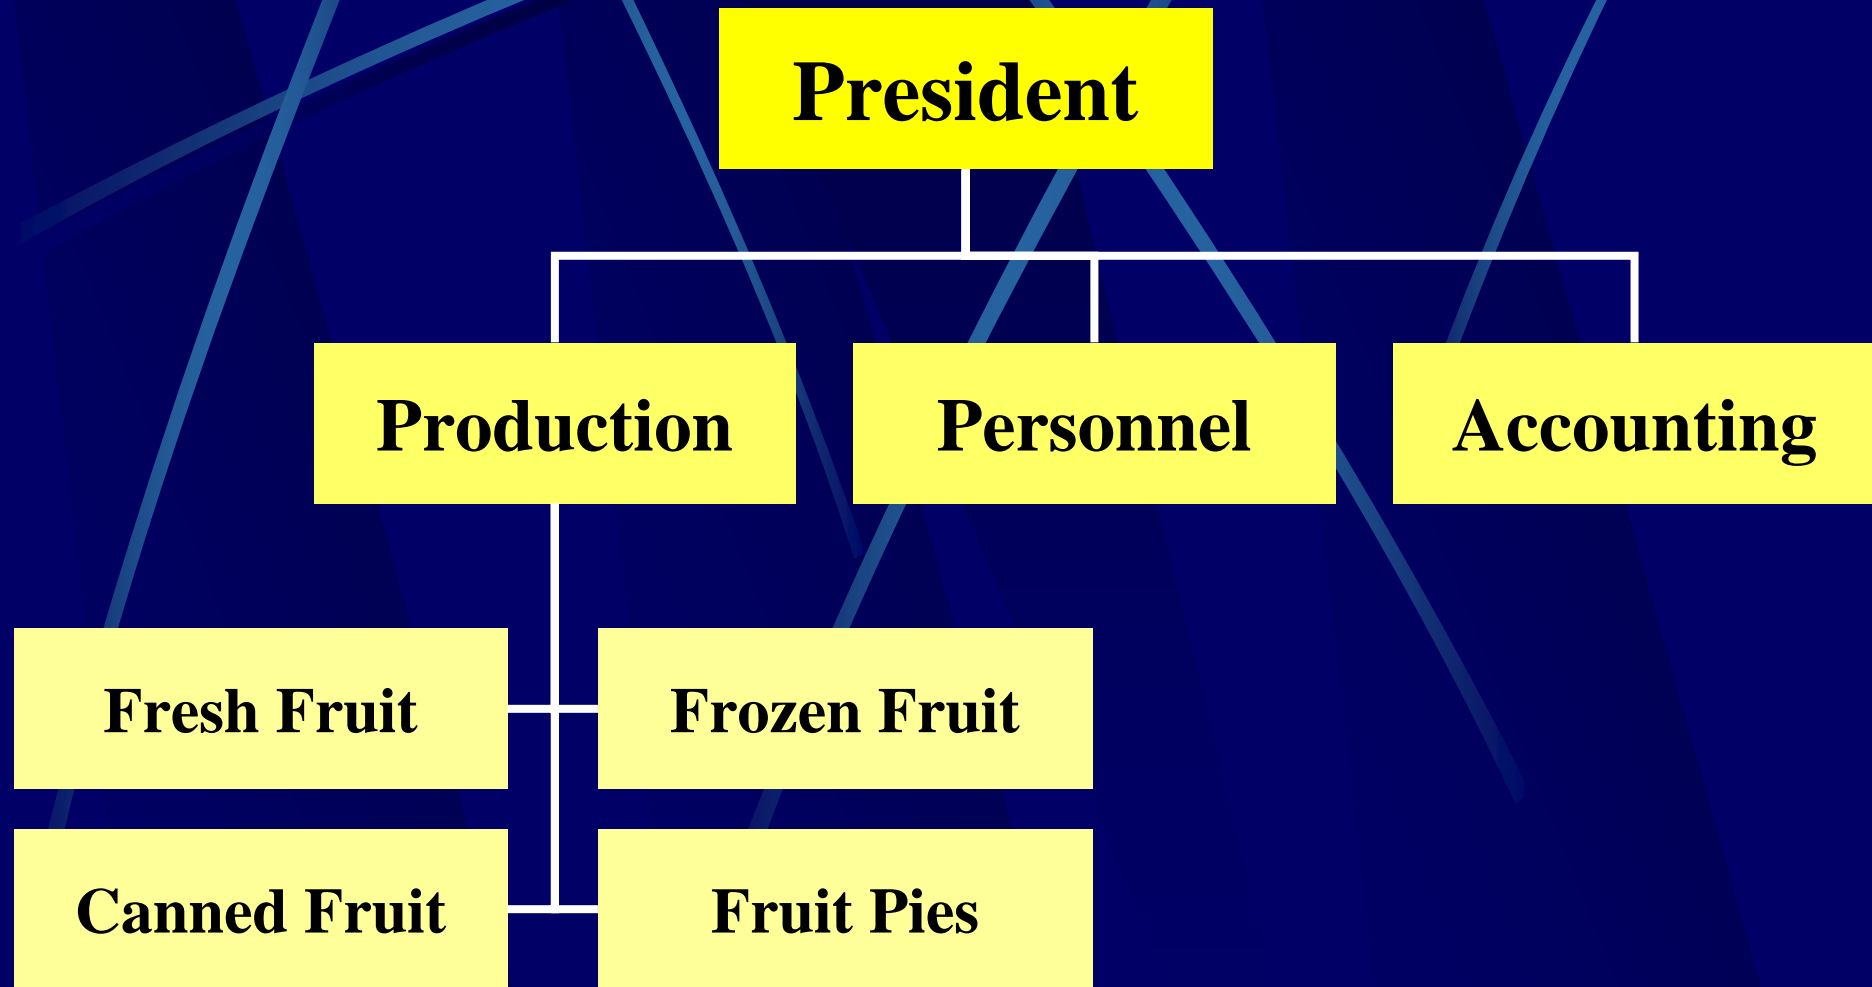 President
Production
Personnel
Accounting
Fresh Fruit
Frozen Fruit
Canned Fruit
Fruit Pies